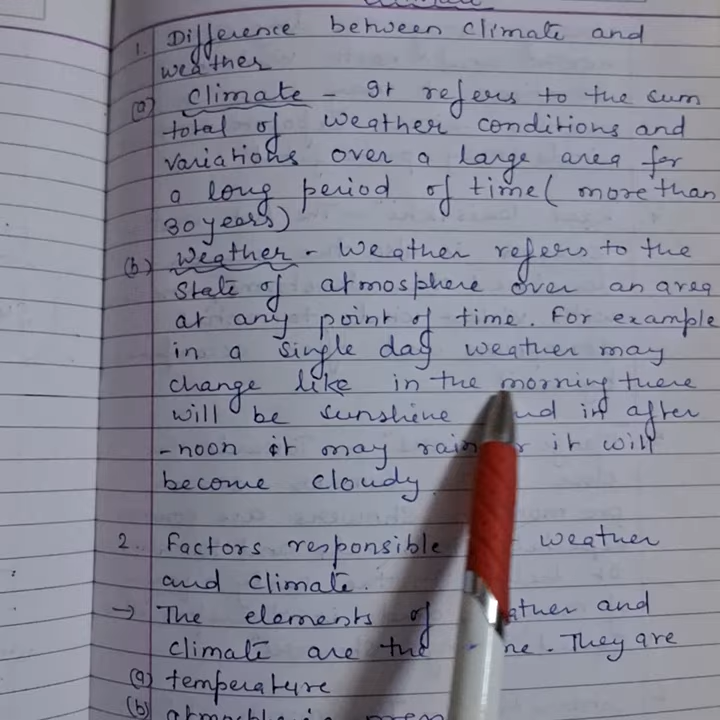 1. Difference between climate and
weather
(a) Climate - It refers to the sum
total of weather conditions and
variations over a large area for
a long period of time (more than
30 years)
(b) Weather - Weather refers to the
state of atmosphere over an area
at any point of time. For example
in a single day weather may
change like in the morning there
will be sunshine and in after
-noon it may rain it will
become cloudy.
2. Factors responsible weather
and climate.
→ The elements of and
climate are the They are
(a) temperature
(b)